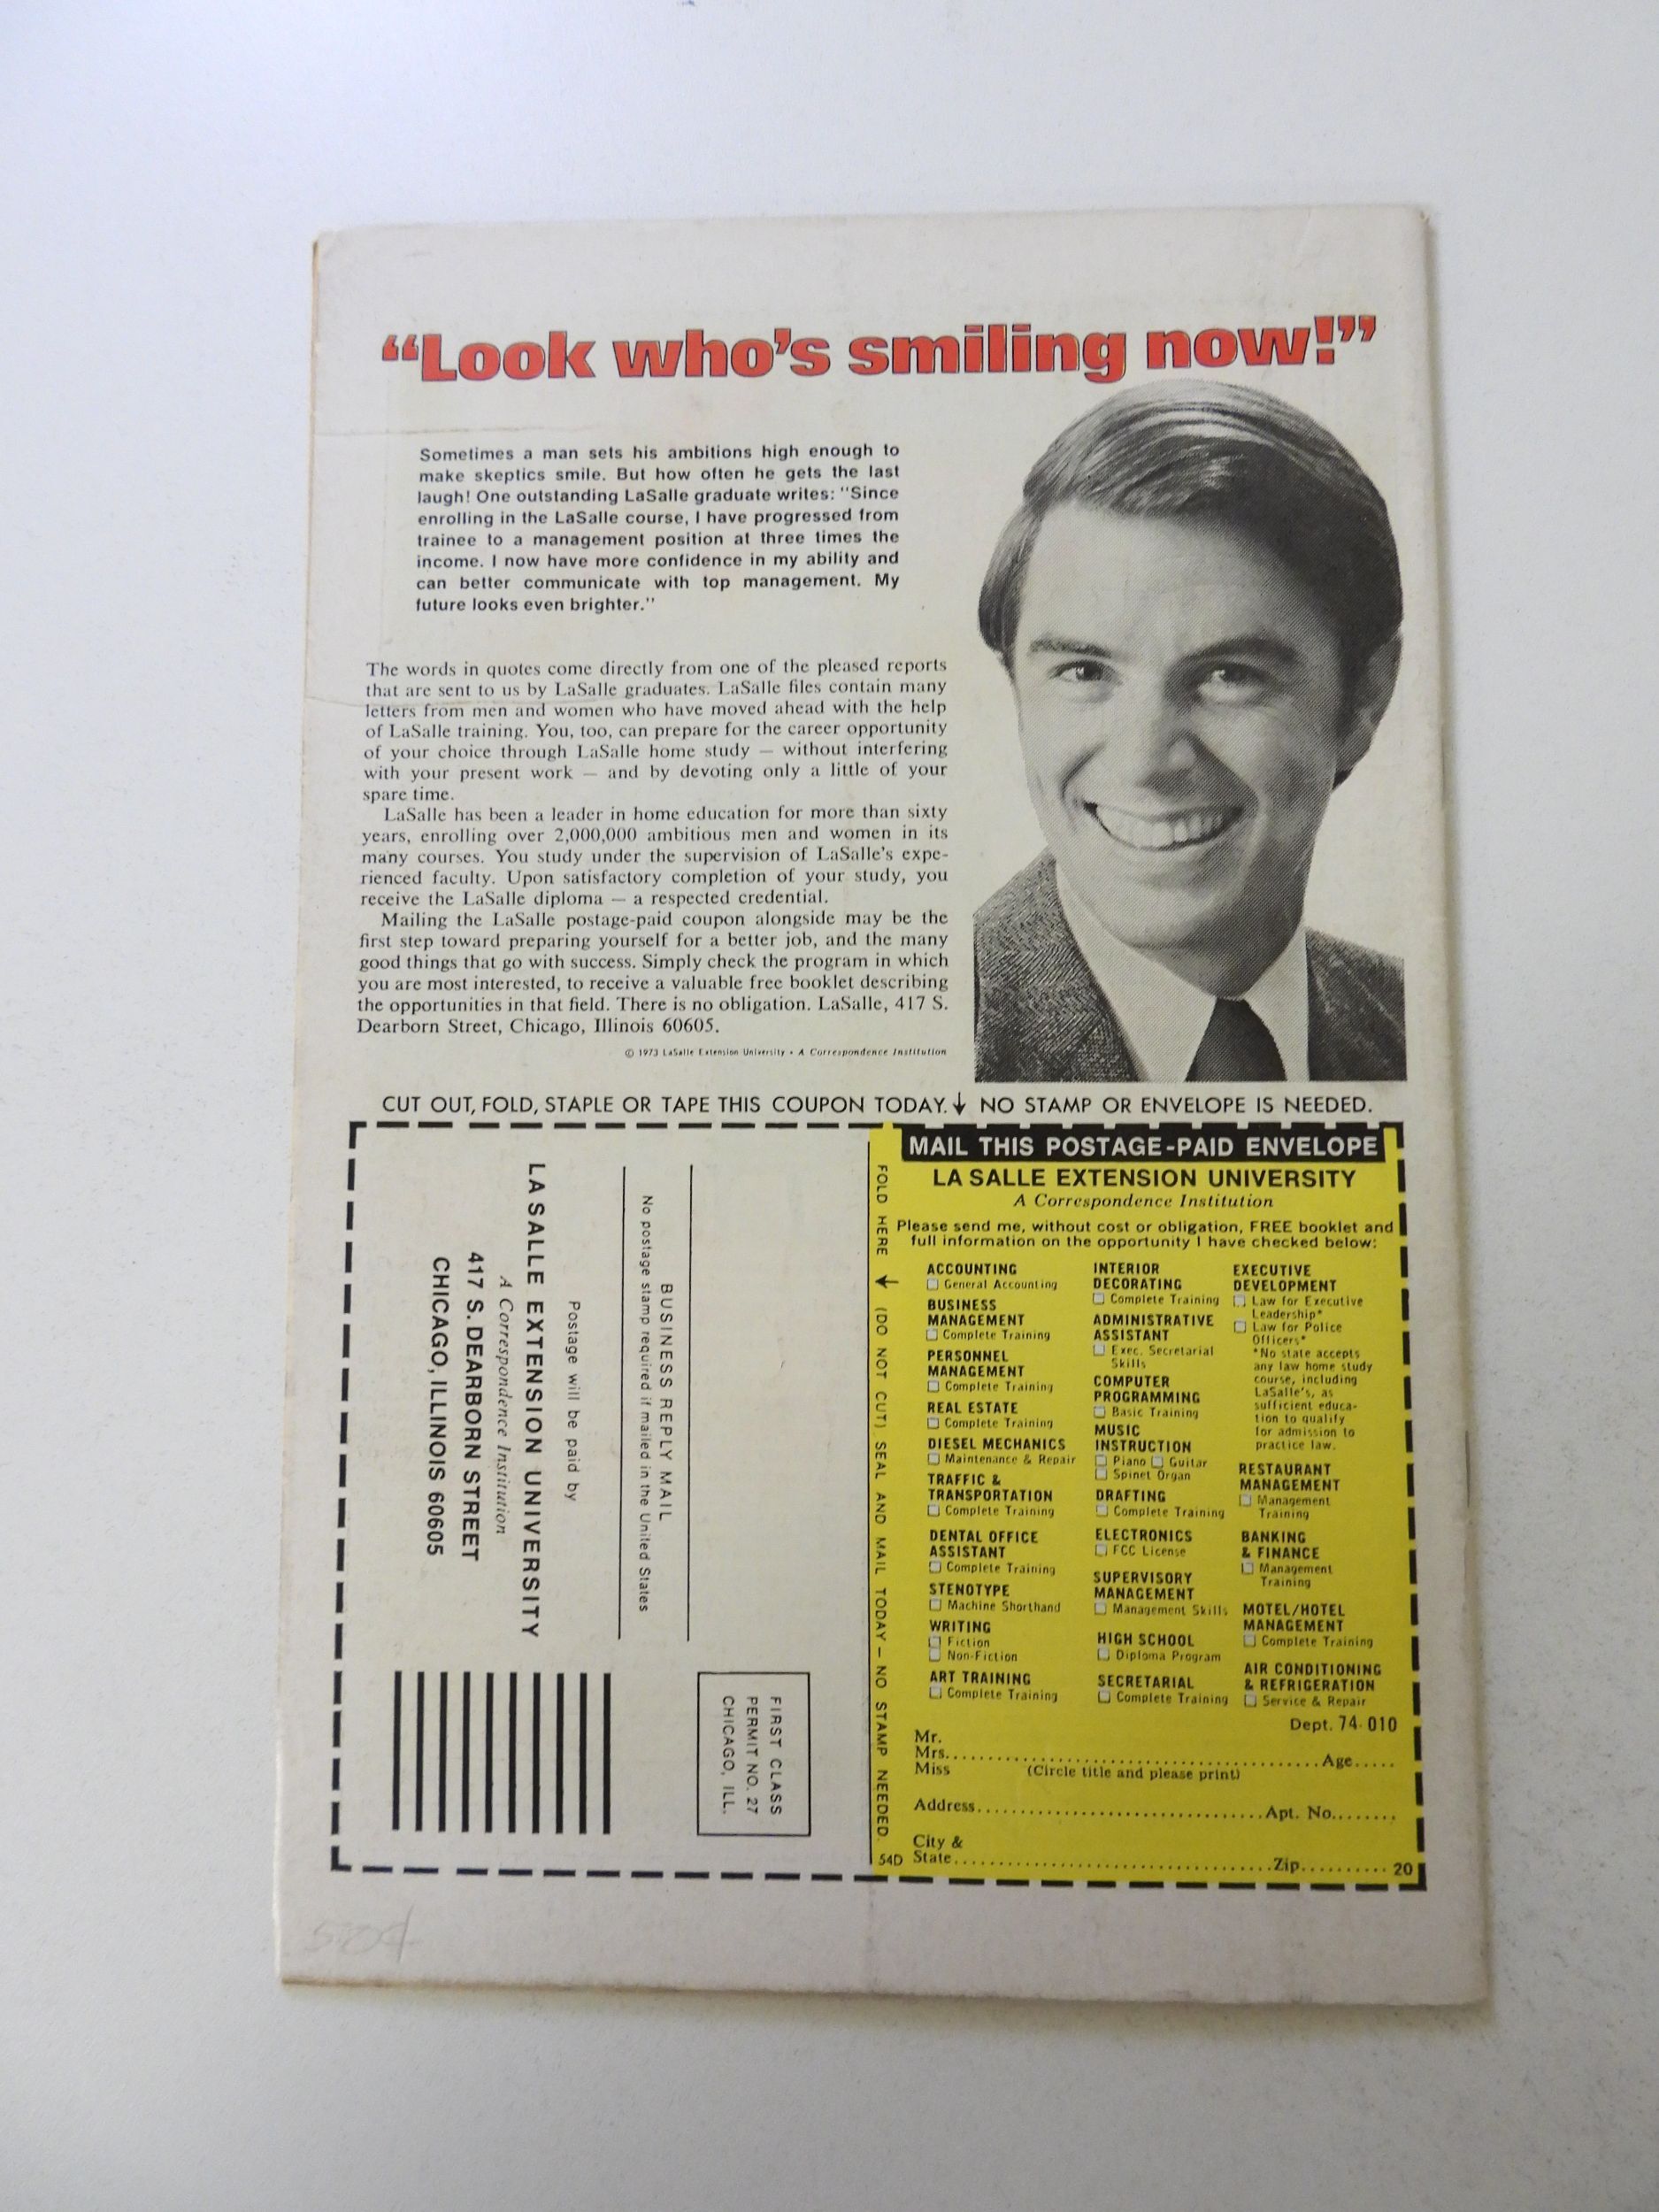 “Look who's smiling now!”
Sometimes a man sets his ambitions high enough to
make skeptics smile. But how often he gets the last
laugh! One outstanding LaSalle graduate writes: "Since
enrolling in the LaSalle course, I have progressed from
trainee to a management position at three times the
income. I now have more confidence in my ability and
can better communicate with top management. My
future looks even brighter."
The words in quotes come directly from one of the pleased reports
that are sent to us by LaSalle graduates. LaSalle files contain many
letters from men and women who have moved ahead with the help
of LaSalle training. You, too, can prepare for the career opportunity
of your choice through LaSalle home study — without interfering
with your present work — and by devoting only a little of your
spare time.
LaSalle has been a leader in home education for more than sixty
years, enrolling over 2,000,000 ambitious men and women in its
many courses. You study under the supervision of LaSalle's expe-
rienced faculty. Upon satisfactory completion of your study, you
receive the LaSalle diploma — a respected credential.
Mailing the LaSalle postage-paid coupon alongside may be the
first step toward preparing yourself for a better job, and the many
good things that go with success. Simply check the program in which
you are most interested, to receive a valuable free booklet describing
the opportunities in that field. There is no obligation. LaSalle, 417 S.
Dearborn Street, Chicago, Illinois 60605.
© 1973 LaSalle Extension University • A Correspondence Institution
CUT OUT, FOLD, STAPLE OR TAPE THIS COUPON TODAY. ↓ NO STAMP OR ENVELOPE IS NEEDED.
FIRST CLASS
PERMIT NO. 27
CHICAGO, ILL.
BUSINESS REPLY MAIL
No postage stamp required if mailed in the United States
Postage will be paid by
LA SALLE EXTENSION UNIVERSITY
A Correspondence Institution
417 S. DEARBORN STREET
CHICAGO, ILLINOIS 60605
FOLD HERE (DO NOT CUT) SEAL AND MAIL TODAY – NO STAMP NEEDED.
54D
MAIL THIS POSTAGE-PAID ENVELOPE
LA SALLE EXTENSION UNIVERSITY
A Correspondence Institution
Please send me, without cost or obligation, FREE booklet and
full information on the opportunity I have checked below:
ACCOUNTING
General Accounting
BUSINESS
MANAGEMENT
Complete Training
PERSONNEL
MANAGEMENT
Complete Training
REAL ESTATE
Complete Training
DIESEL MECHANICS
Maintenance & Repair
TRAFFIC &
TRANSPORTATION
Complete Training
DENTAL OFFICE
ASSISTANT
Complete Training
STENOTYPE
Machine Shorthand
WRITING
Fiction
Non-Fiction
ART TRAINING
Complete Training
INTERIOR
DECORATING
Complete Training
ADMINISTRATIVE
ASSISTANT
Exec. Secretarial
Skills
COMPUTER
PROGRAMMING
Basic Training
MUSIC
INSTRUCTION
Piano Guitar
Spinet Organ
DRAFTING
Complete Training
ELECTRONICS
FCC License
SUPERVISORY
MANAGEMENT
Management Skills
HIGH SCHOOL
Diploma Program
SECRETARIAL
Complete Training
EXECUTIVE
DEVELOPMENT
Law for Executive
Leadership*
Law for Police
Officers*
*No state accepts
any law home study
course, including
LaSalle's, as
sufficient educa-
tion to qualify
for admission to
practice law.
RESTAURANT
MANAGEMENT
Management
Training
BANKING
& FINANCE
Management
Training
MOTEL/HOTEL
MANAGEMENT
Complete Training
AIR CONDITIONING
& REFRIGERATION
Service & Repair
Dept. 74-010
Mr.
Mrs. Age
Miss (Circle title and please print)
Address Apt. No.
City &
State Zip 20